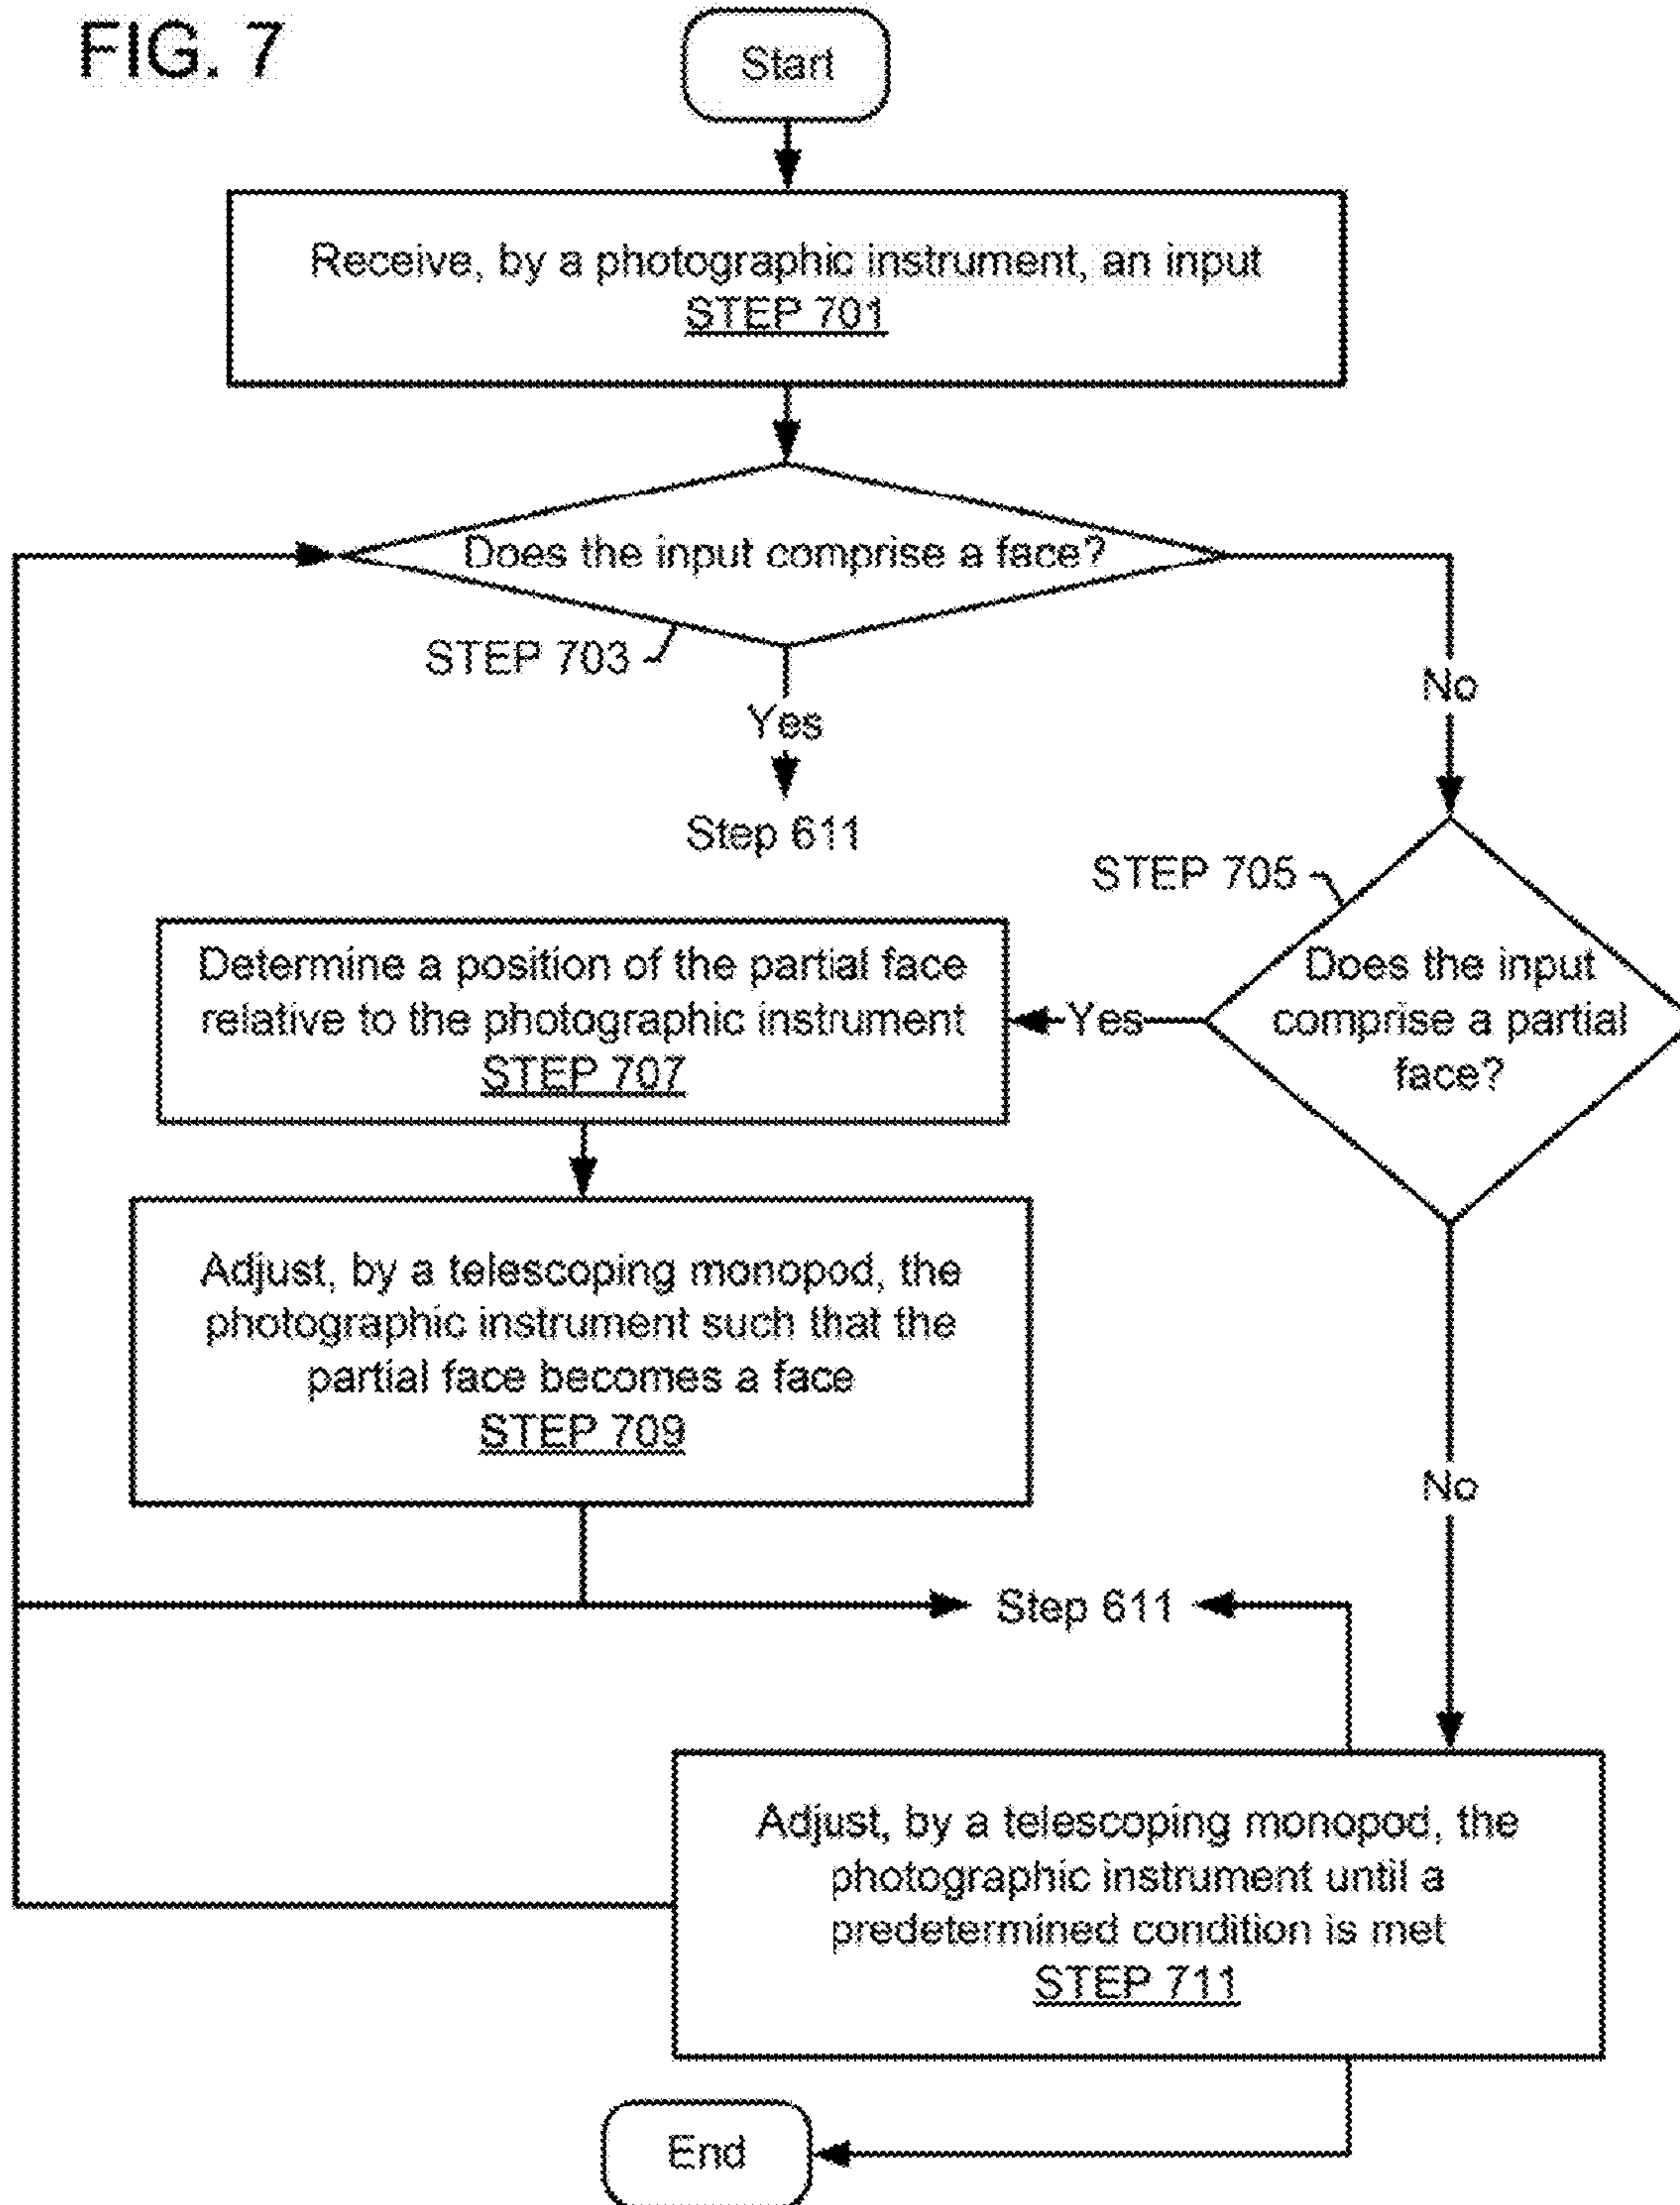 FIG. 7
Start
Receive, by a photographic instrument, an input
STEP 701
Does the input comprise a face?
STEP 703
Yes
No
Step 611
STEP 705
Does the input
comprise a partial
face?
Yes
Determine a position of the partial face
relative to the photographic instrument
STEP 707
Adjust, by a telescoping monopod, the
photographic instrument such that the
partial face becomes a face
STEP 709
No
Step 611
Adjust, by a telescoping monopod, the
photographic instrument until a
predetermined condition is met
STEP 711
End